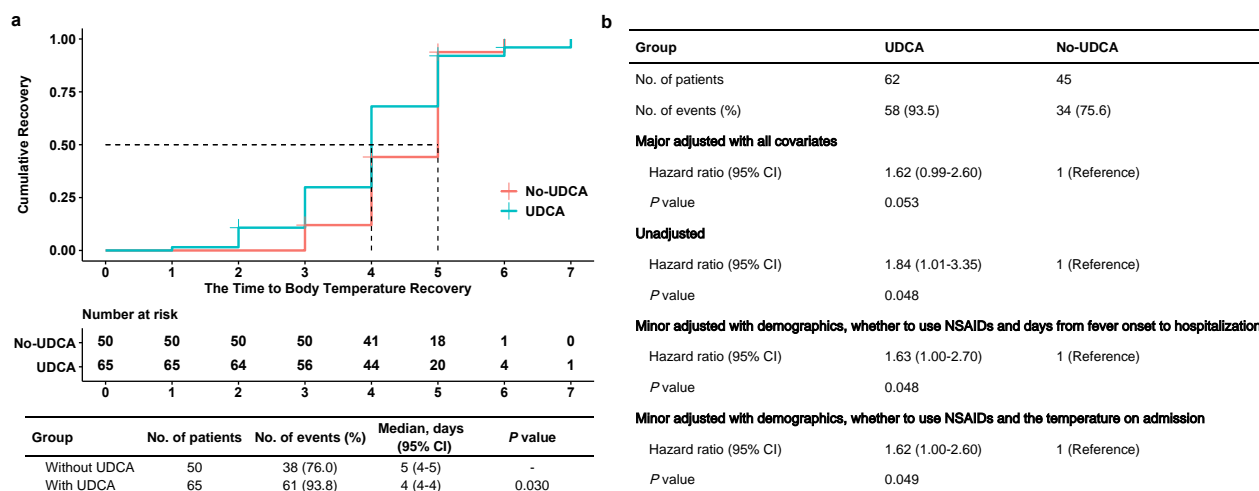 a
1.00
0.75
0.50
0.25
0.00
Cumulative Recovery
No-UDCA
UDCA
0 1 2 3 4 5 6 7
The Time to Body Temperature Recovery
Number at risk
No-UDCA 50 50 50 50 41 18 1 0
UDCA 65 65 64 56 44 20 4 1
0 1 2 3 4 5 6 7
Group No. of patients No. of events (%) Median, days (95% CI) P value
Without UDCA 50 38 (76.0) 5 (4-5) -
With UDCA 65 61 (93.8) 4 (4-4) 0.030
b
Group UDCA No-UDCA
No. of patients 62 45
No. of events (%) 58 (93.5) 34 (75.6)
Major adjusted with all covariates
Hazard ratio (95% CI) 1.62 (0.99-2.60) 1 (Reference)
P value 0.053
Unadjusted
Hazard ratio (95% CI) 1.84 (1.01-3.35) 1 (Reference)
P value 0.048
Minor adjusted with demographics, whether to use NSAIDs and days from fever onset to hospitalization
Hazard ratio (95% CI) 1.63 (1.00-2.70) 1 (Reference)
P value 0.048
Minor adjusted with demographics, whether to use NSAIDs and the temperature on admission
Hazard ratio (95% CI) 1.62 (1.00-2.60) 1 (Reference)
P value 0.049